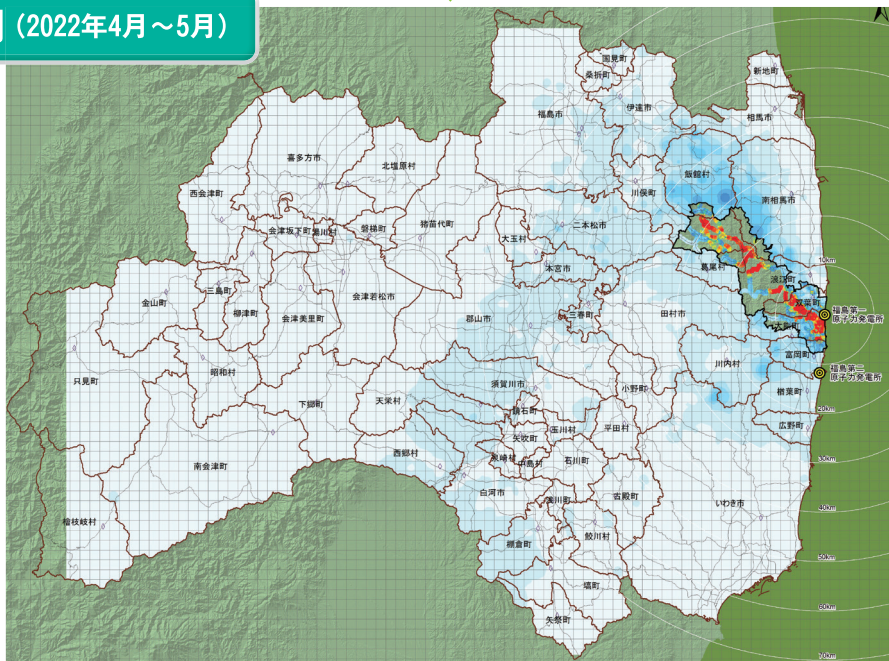 (2022年4月～5月)
国見町
桑折町
新地町
伊達市
福島市
相馬市
喜多方市
北塩原村
飯舘村
川俣町
西会津町
南相馬市
猪苗代町
二本松市
会津坂下町
湯川村
磐梯町
大玉村
本宮市
葛尾村
10km
浪江町
三島町
金山町
会津若松市
双葉町
柳津町
会津美里町
郡山市
三春町
田村市
福島第一
原子力発電所
大熊町
富岡町
川内村
昭和村
福島第二
原子力発電所
只見町
須賀川市
小野町
楢葉町
下郷町
天栄村
20km
鏡石町
玉川村
平田村
広野町
矢吹町
西郷村
泉崎村
中島村
石川町
30km
南会津町
白河市
浅川町
古殿町
いわき市
40km
檜枝岐村
棚倉町
鮫川村
50km
塙町
60km
矢祭町
70km